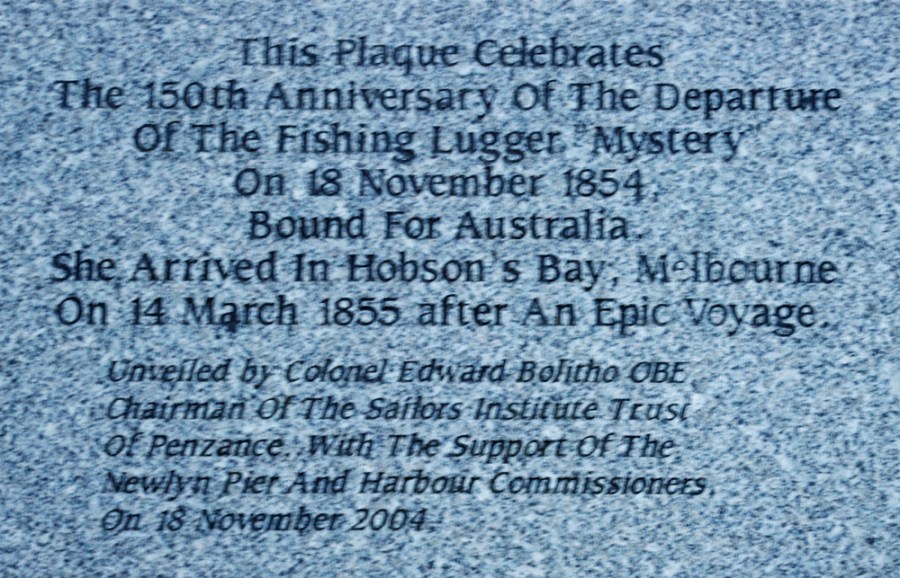 This Plaque Celebrates
The 150th Anniversary Of The Departure
Of The Fishing Lugger "Mystery"
On 18 November 1854,
Bound For Australia.
She Arrived In Hobson's Bay, Melbourne
On 14 March 1855 after An Epic Voyage.
Unveiled by Colonel Edward Bolitho OBE
Chairman Of The Sailors Institute Trust
Of Penzance. With The Support Of The
Newlyn Pier And Harbour Commissioners.
On 18 November 2004.